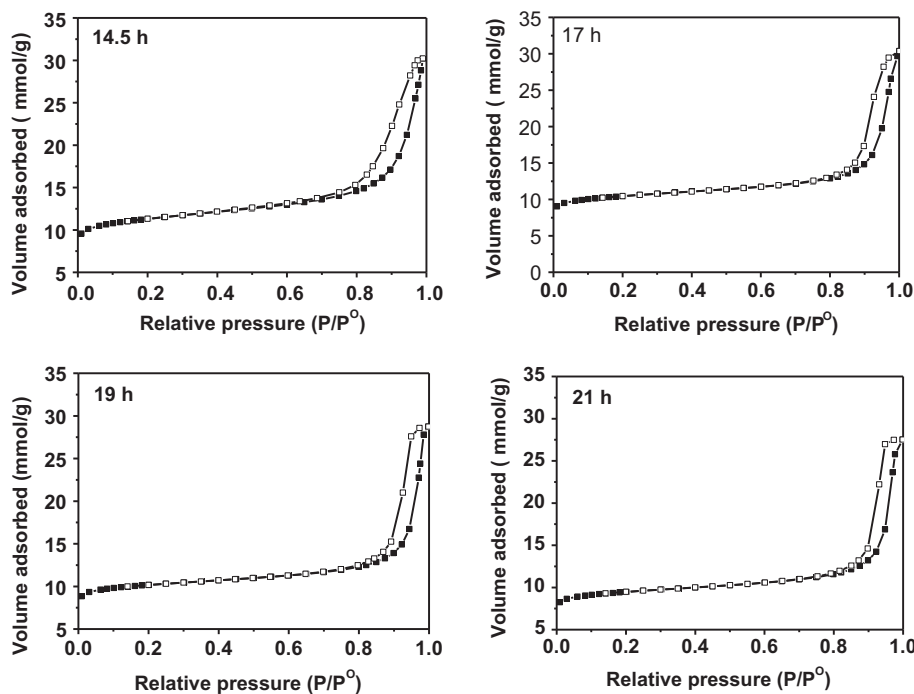 14.5 h
Volume adsorbed ( mmol/g)
35
30
25
20
15
10
5
0.0 0.2 0.4 0.6 0.8 1.0
Relative pressure (P/P^O)
17 h
Volume adsorbed ( mmol/g)
35
30
25
20
15
10
5
0
0.0 0.2 0.4 0.6 0.8 1.0
Relative pressure (P/P^O)
19 h
Volume adsorbed (mmol/g)
35
30
25
20
15
10
5
0.0 0.2 0.4 0.6 0.8 1.0
Relative pressure (P/P^O)
21 h
Volume adsorbed ( mmol/g)
35
30
25
20
15
10
5
0.0 0.2 0.4 0.6 0.8 1.0
Relative pressure (P/P^O)